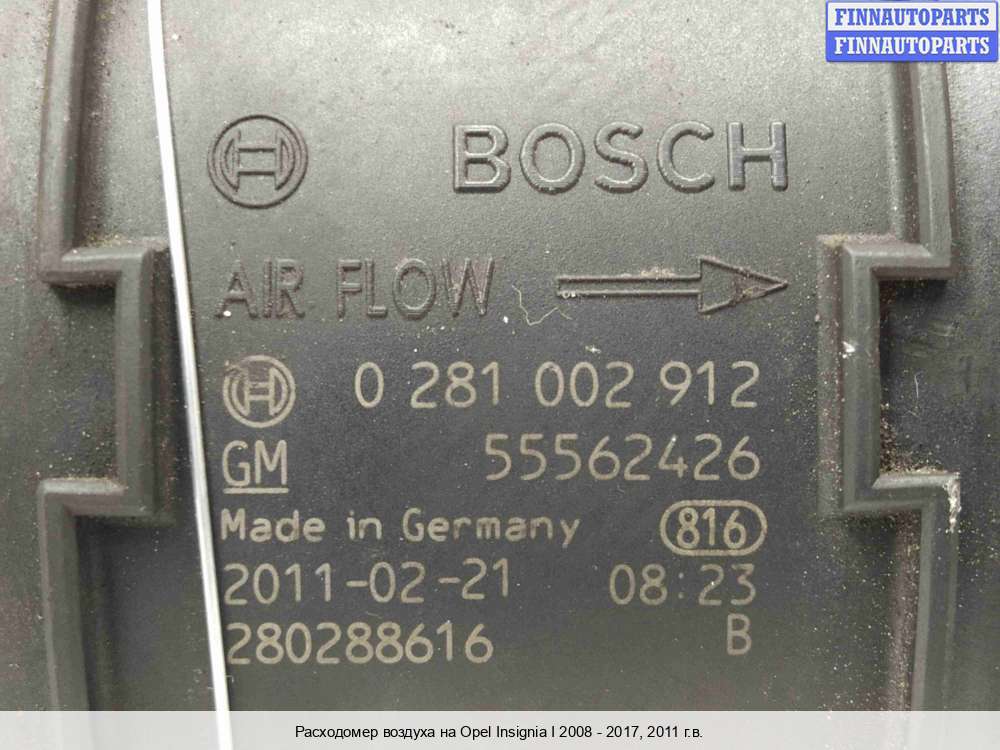 FINNAUTOPARTS
FINNAUTOPARTS
BOSCH
AIR FLOW
0 281 002 912
GM 55562426
Made in Germany 816
2011-02-21 08:23
280288616 B
Расходомер воздуха на Opel Insignia I 2008 - 2017, 2011 г.в.